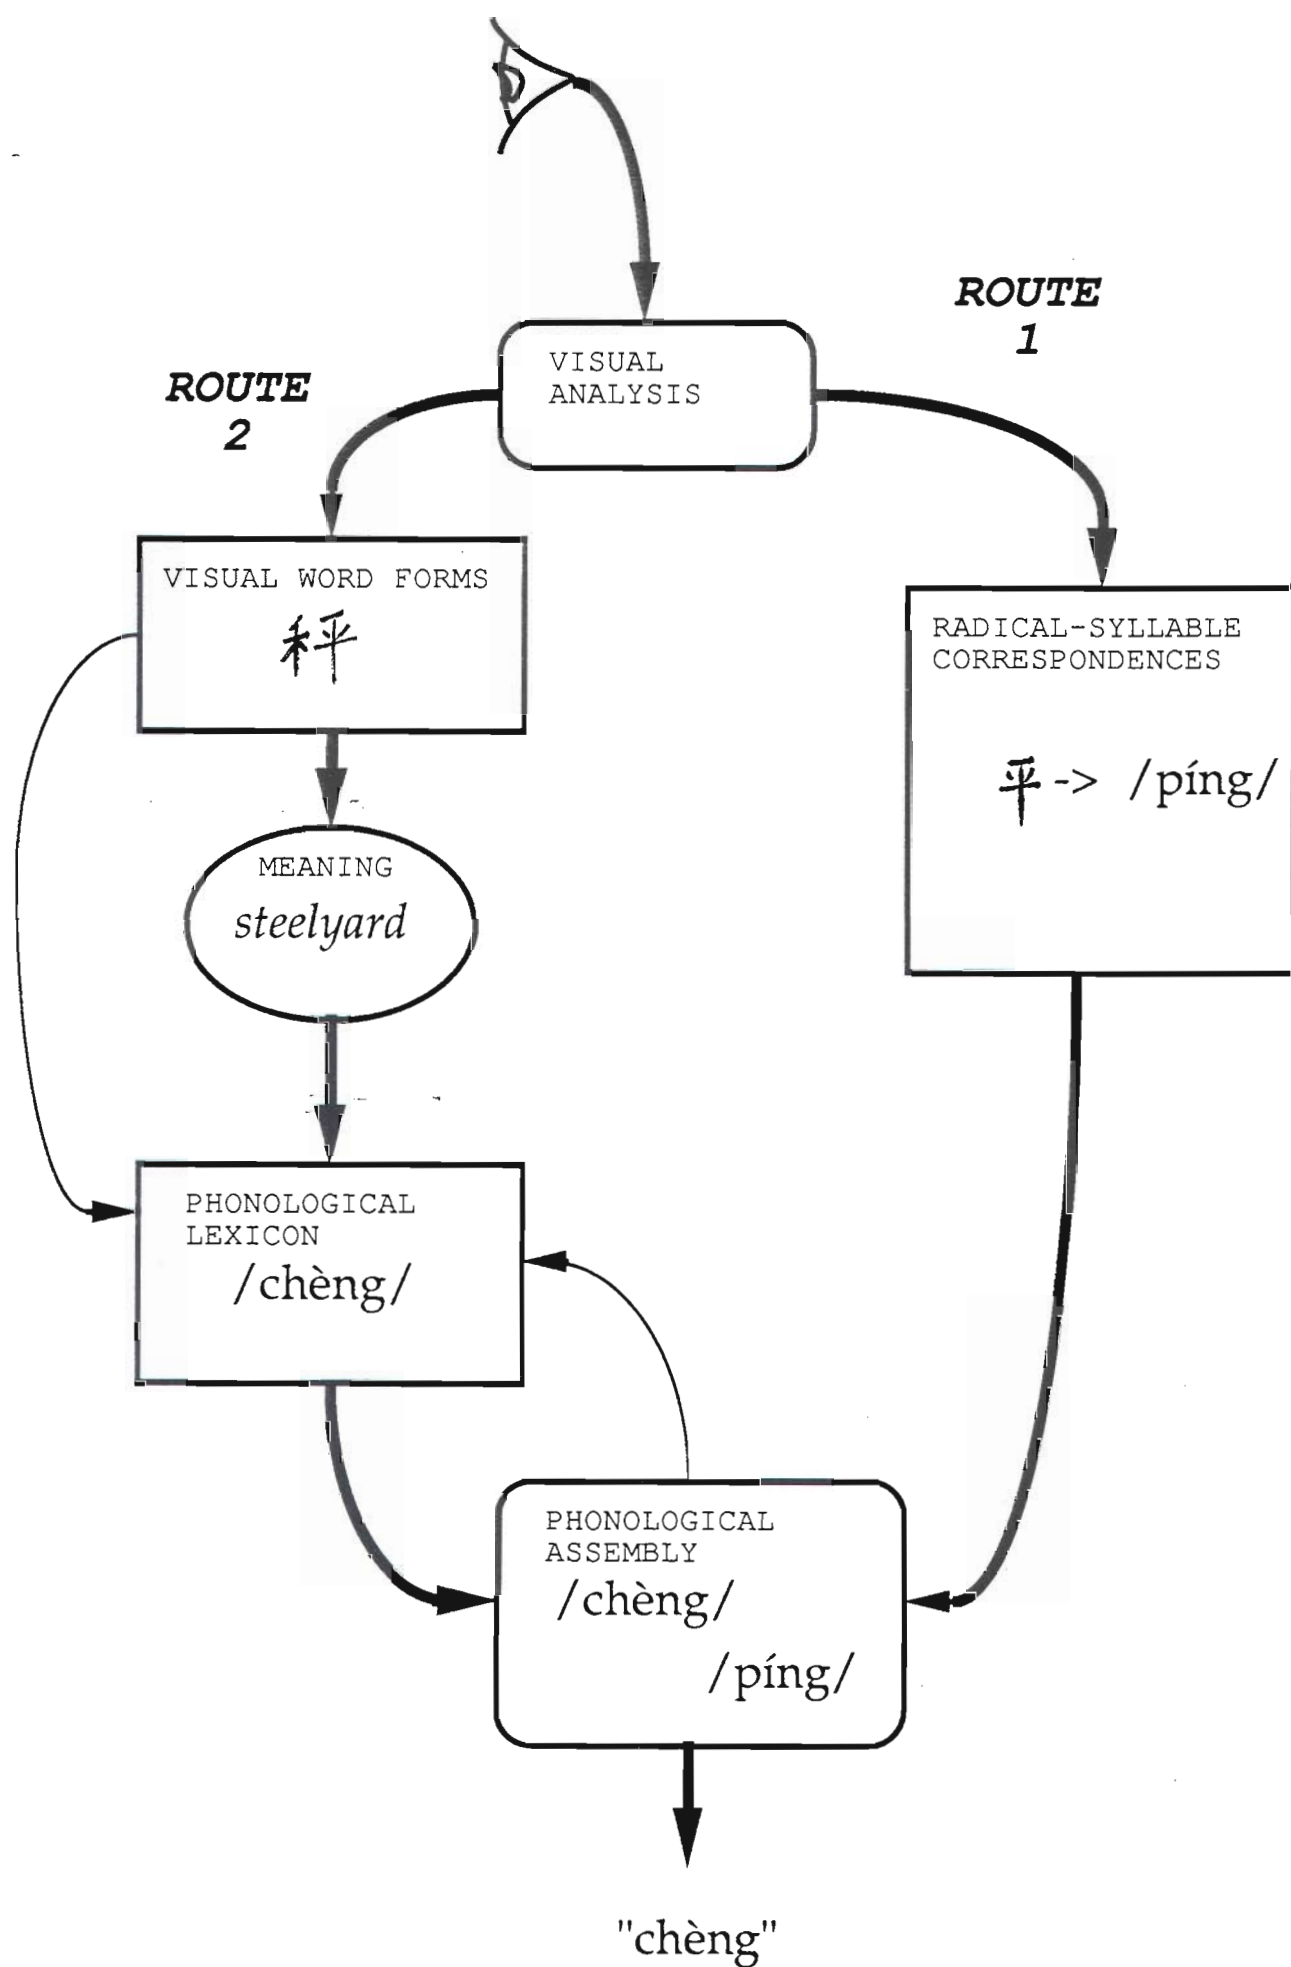 ROUTE
1
VISUAL
ANALYSIS
ROUTE
2
VISUAL WORD FORMS
秤
RADICAL-SYLLABLE
CORRESPONDENCES
平 -> /píng/
MEANING
steelyard
PHONOLOGICAL
LEXICON
/chèng/
PHONOLOGICAL
ASSEMBLY
/chèng/
/píng/
"chèng"